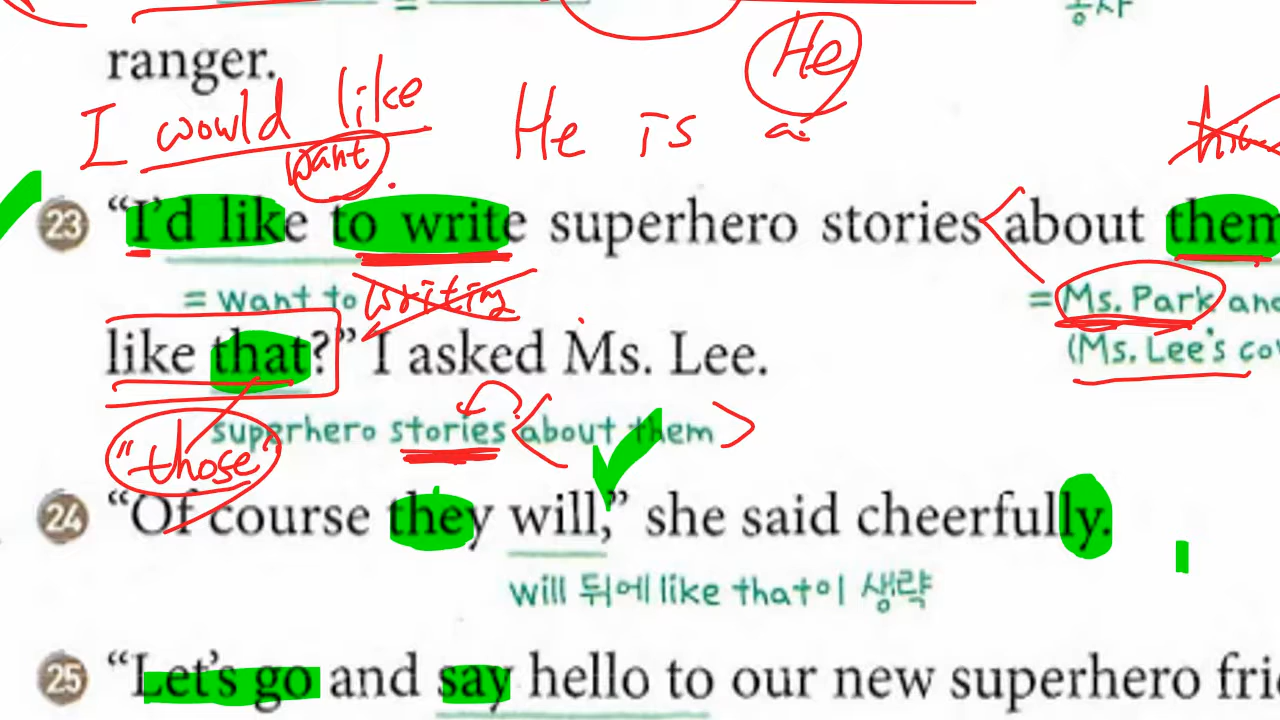 동사
ranger.
He
I would like He is a
want
23 “I’d like to write superhero stories about them
= want to writing = Ms. Park and
like that?” I asked Ms. Lee. (Ms. Lee's
superhero stories about them
"those"
24 “Of course they will,” she said cheerfully.
will 뒤에 like that이 생략
25 “Let’s go and say hello to our new superhero